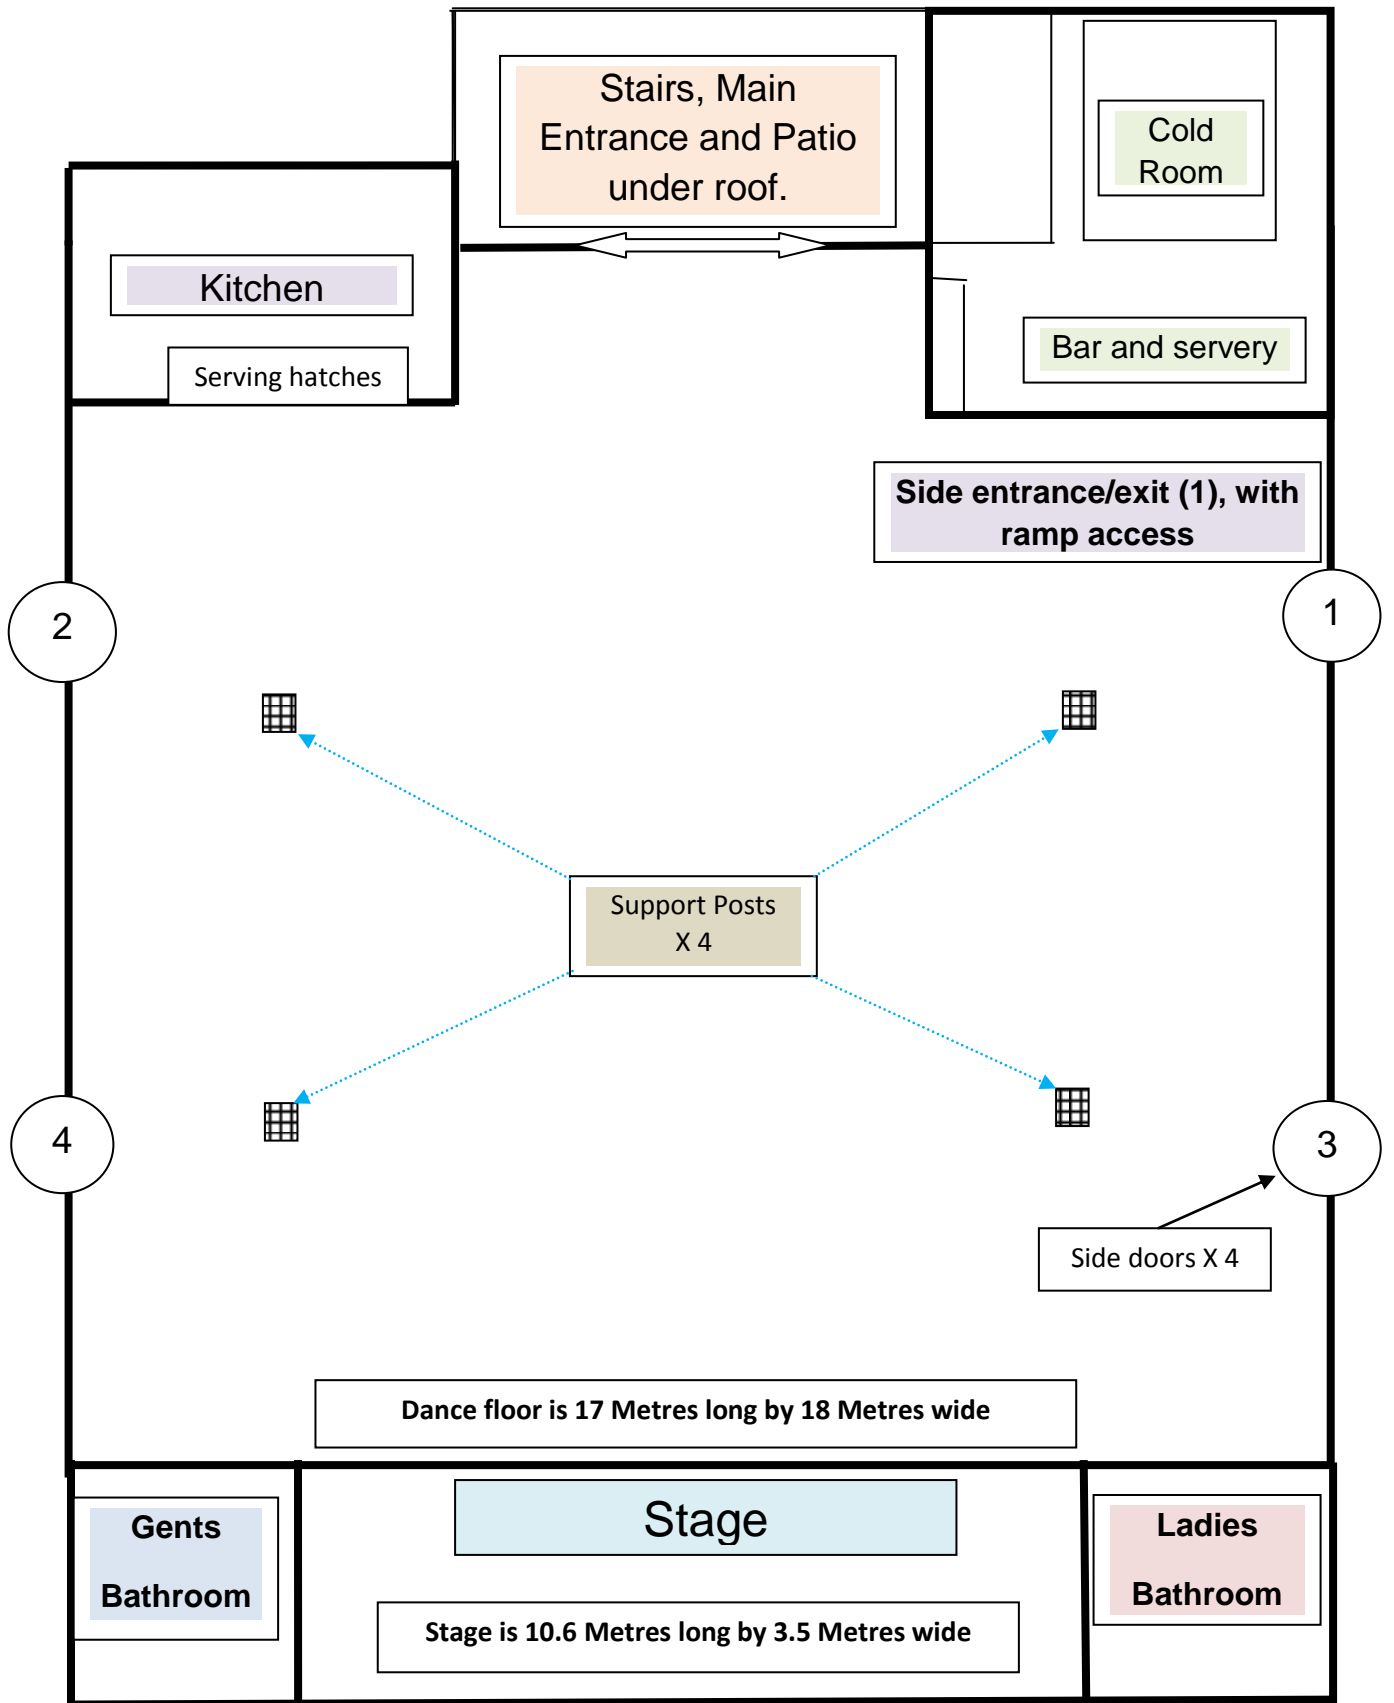 Stairs, Main
Entrance and Patio
under roof.
Cold
Room
Kitchen
Serving hatches
Bar and servery
Side entrance/exit (1), with
ramp access
2
1
Support Posts
X 4
4
3
Side doors X 4
Dance floor is 17 Metres long by 18 Metres wide
Gents
Bathroom
Stage
Stage is 10.6 Metres long by 3.5 Metres wide
Ladies
Bathroom